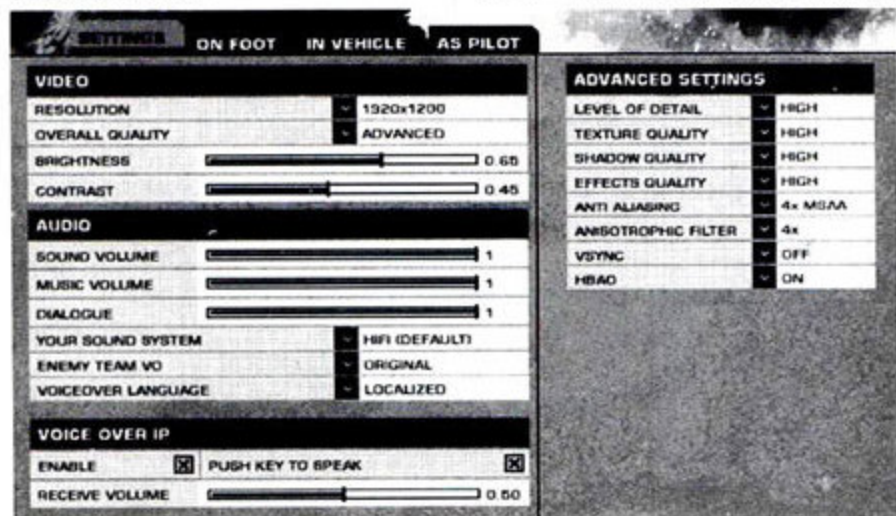 SETTINGS ON FOOT IN VEHICLE AS PILOT
VIDEO
RESOLUTION 1920x1200
OVERALL QUALITY ADVANCED
BRIGHTNESS 0.65
CONTRAST 0.45
AUDIO
SOUND VOLUME 1
MUSIC VOLUME 1
DIALOGUE 1
YOUR SOUND SYSTEM HIFI (DEFAULT)
ENEMY TEAM VO ORIGINAL
VOICEOVER LANGUAGE LOCALIZED
VOICE OVER IP
ENABLE PUSH KEY TO SPEAK
RECEIVE VOLUME 0.50
ADVANCED SETTINGS
LEVEL OF DETAIL HIGH
TEXTURE QUALITY HIGH
SHADOW QUALITY HIGH
EFFECTS QUALITY HIGH
ANTI ALIASING 4x MSAA
ANISOTROPHIC FILTER 4x
VSYNC OFF
HBAO ON